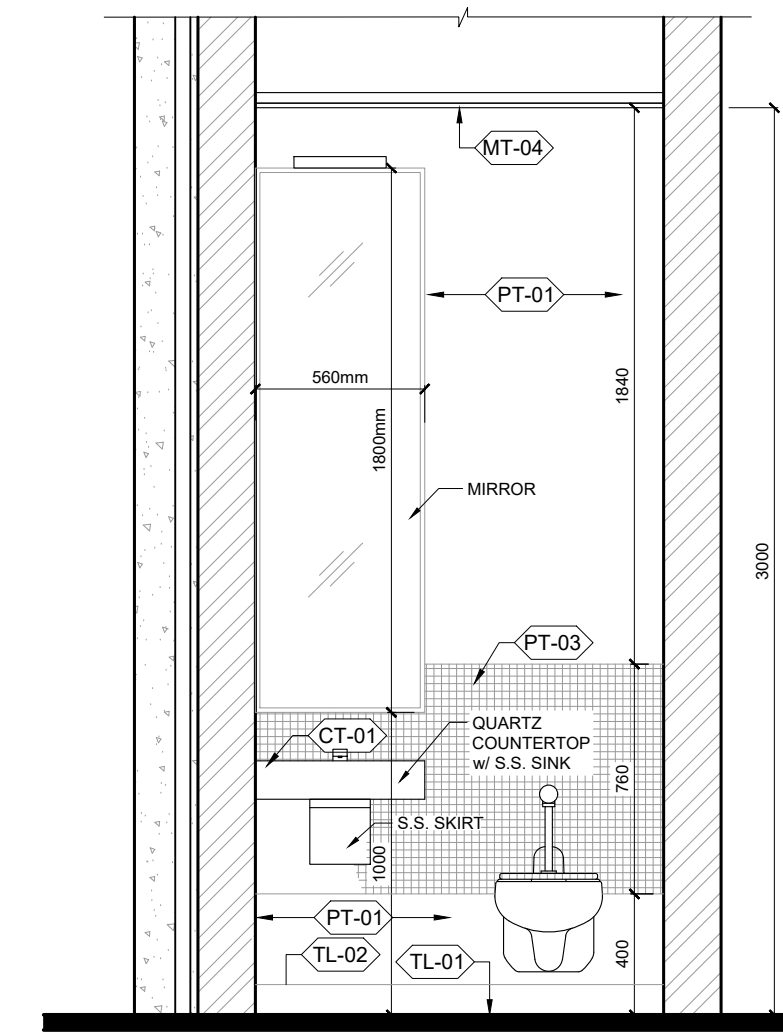 MT-04
PT-01
560mm
1840
1800mm
MIRROR
3000
PT-03
CT-01
QUARTZ
COUNTERTOP
w/ S.S. SINK
760
S.S. SKIRT
1000
PT-01
TL-02
TL-01
400